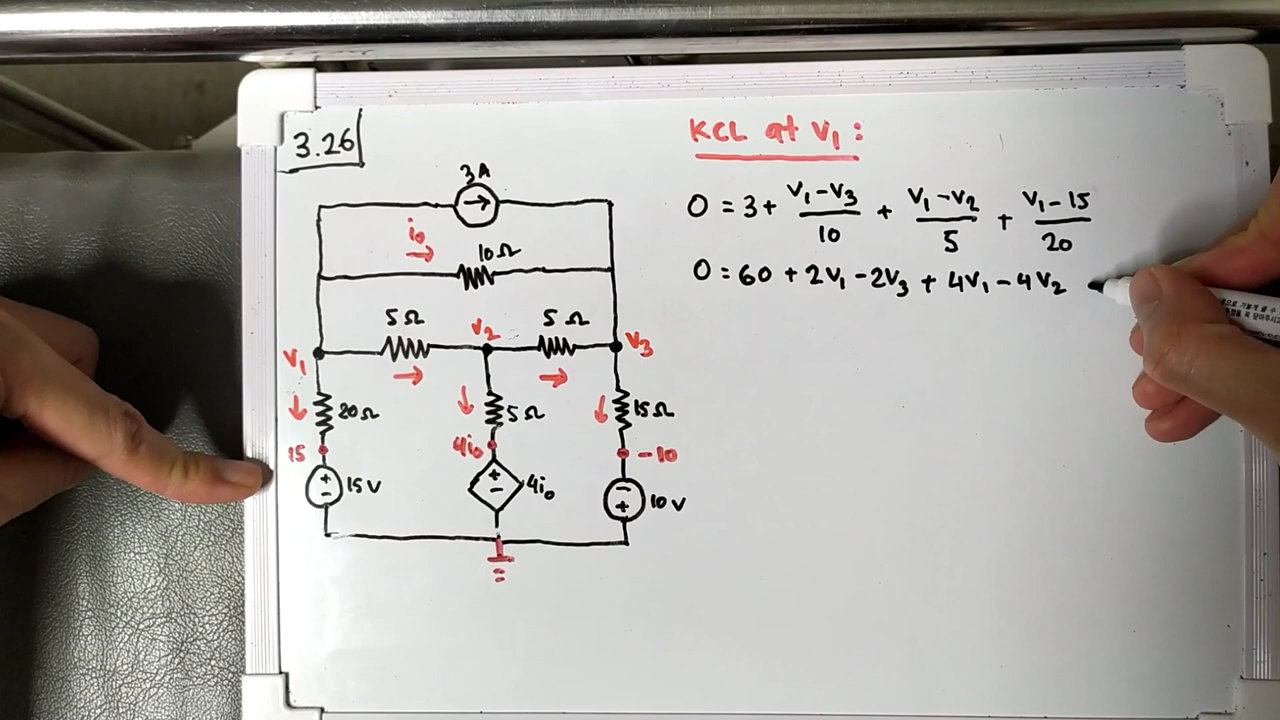 3.26
KCL at V₁:
3A
0 = 3 + (V₁ - V₃)/10 + (V₁ - V₂)/5 + (V₁ - 15)/20
i₀
10Ω
0 = 60 + 2V₁ - 2V₃ + 4V₁ - 4V₂
5Ω
5Ω
V₁
V₂
V₃
20Ω
5Ω
15Ω
15
4i₀
-10
+
-
15V
+
-
4i₀
-
+
10V